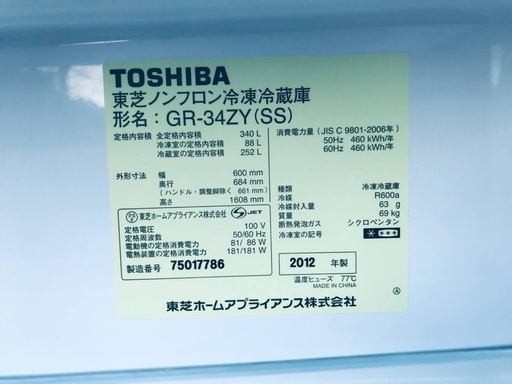 TOSHIBA
東芝ノンフロン冷凍冷蔵庫
形名：GR-34ZY(SS)
定格内容積 全定格内容積 340 L
冷凍室の定格内容積 88 L
冷蔵室の定格内容積 252 L
消費電力量(JIS C 9801-2006年)
50Hz 460 kWh/年
60Hz 460 kWh/年
外形寸法 幅 600 mm
奥行 684 mm
(ハンドル・調整脚除く 661 mm)
高さ 1608 mm
種類 冷凍冷蔵庫
冷媒 R600a
冷媒封入量 63 g
質量 69 kg
断熱発泡ガス シクロペンタン
冷凍室の記号
東芝ホームアプライアンス株式会社 JET
定格電圧 100 V
定格周波数 50/60 Hz
電動機の定格消費電力 81/ 86 W
電熱装置の定格消費電力 181/181 W
製造番号 75017786
2012 年製
温度ヒューズ 77℃
MADE IN CHINA
A
東芝ホームアプライアンス株式会社